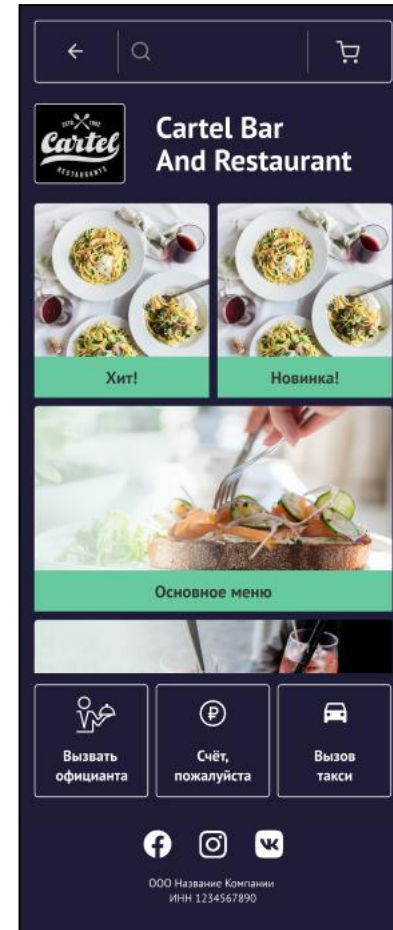 Cartel Bar
And Restaurant
Cartel
RESTAURANTE
Хит!
Новинка!
Основное меню
Вызвать
официанта
Счёт,
пожалуйста
Вызов
такси
ООО Название Компании
ИНН 1234567890